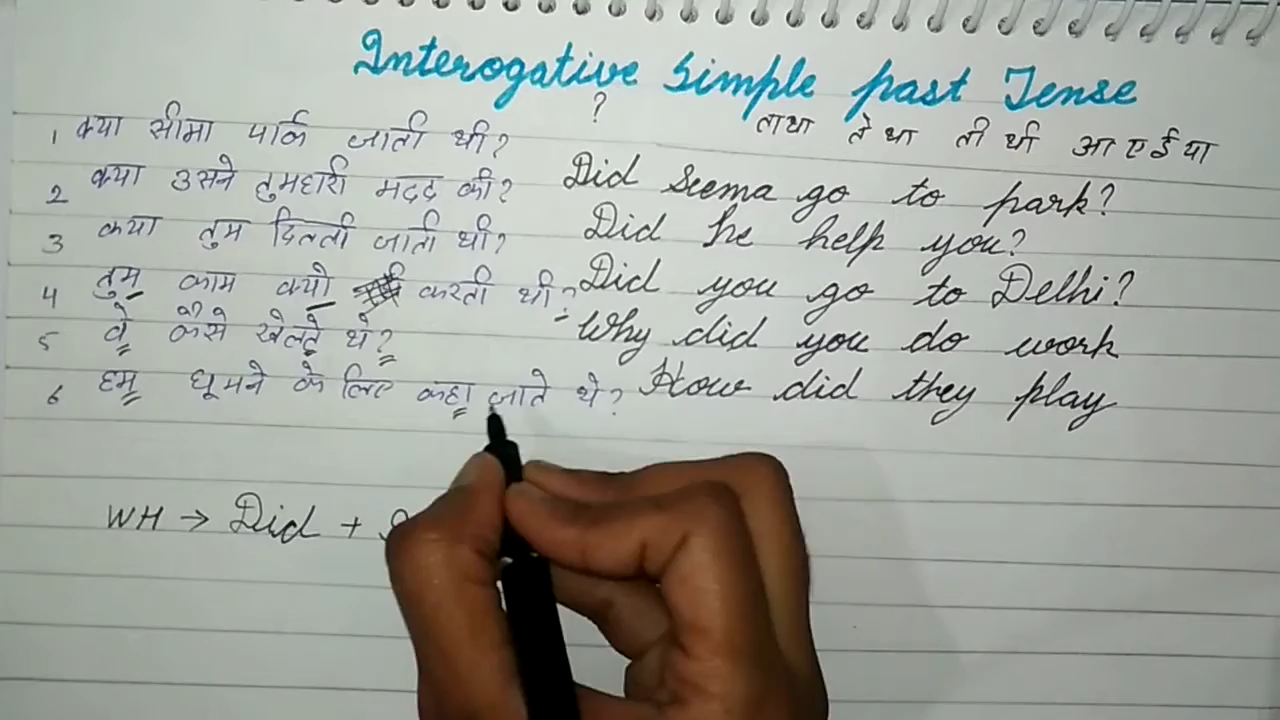 Interogative Simple past Tense
?
ताथा ते था ती थी आ ए ई या
1 क्या सीमा पार्क जाती थी?
2 क्या उसने तुमहारी मदद की? Did Seema go to park?
3 क्या तुम दिल्ली जाती थी? Did he help you?
4 तुम काम क्यो करती थी? Did you go to Delhi?
5 वे कैसे खेलते थे? Why did you do work
6 हम घूमने के लिए कहा जाते थे? How did they play
WH → Did +